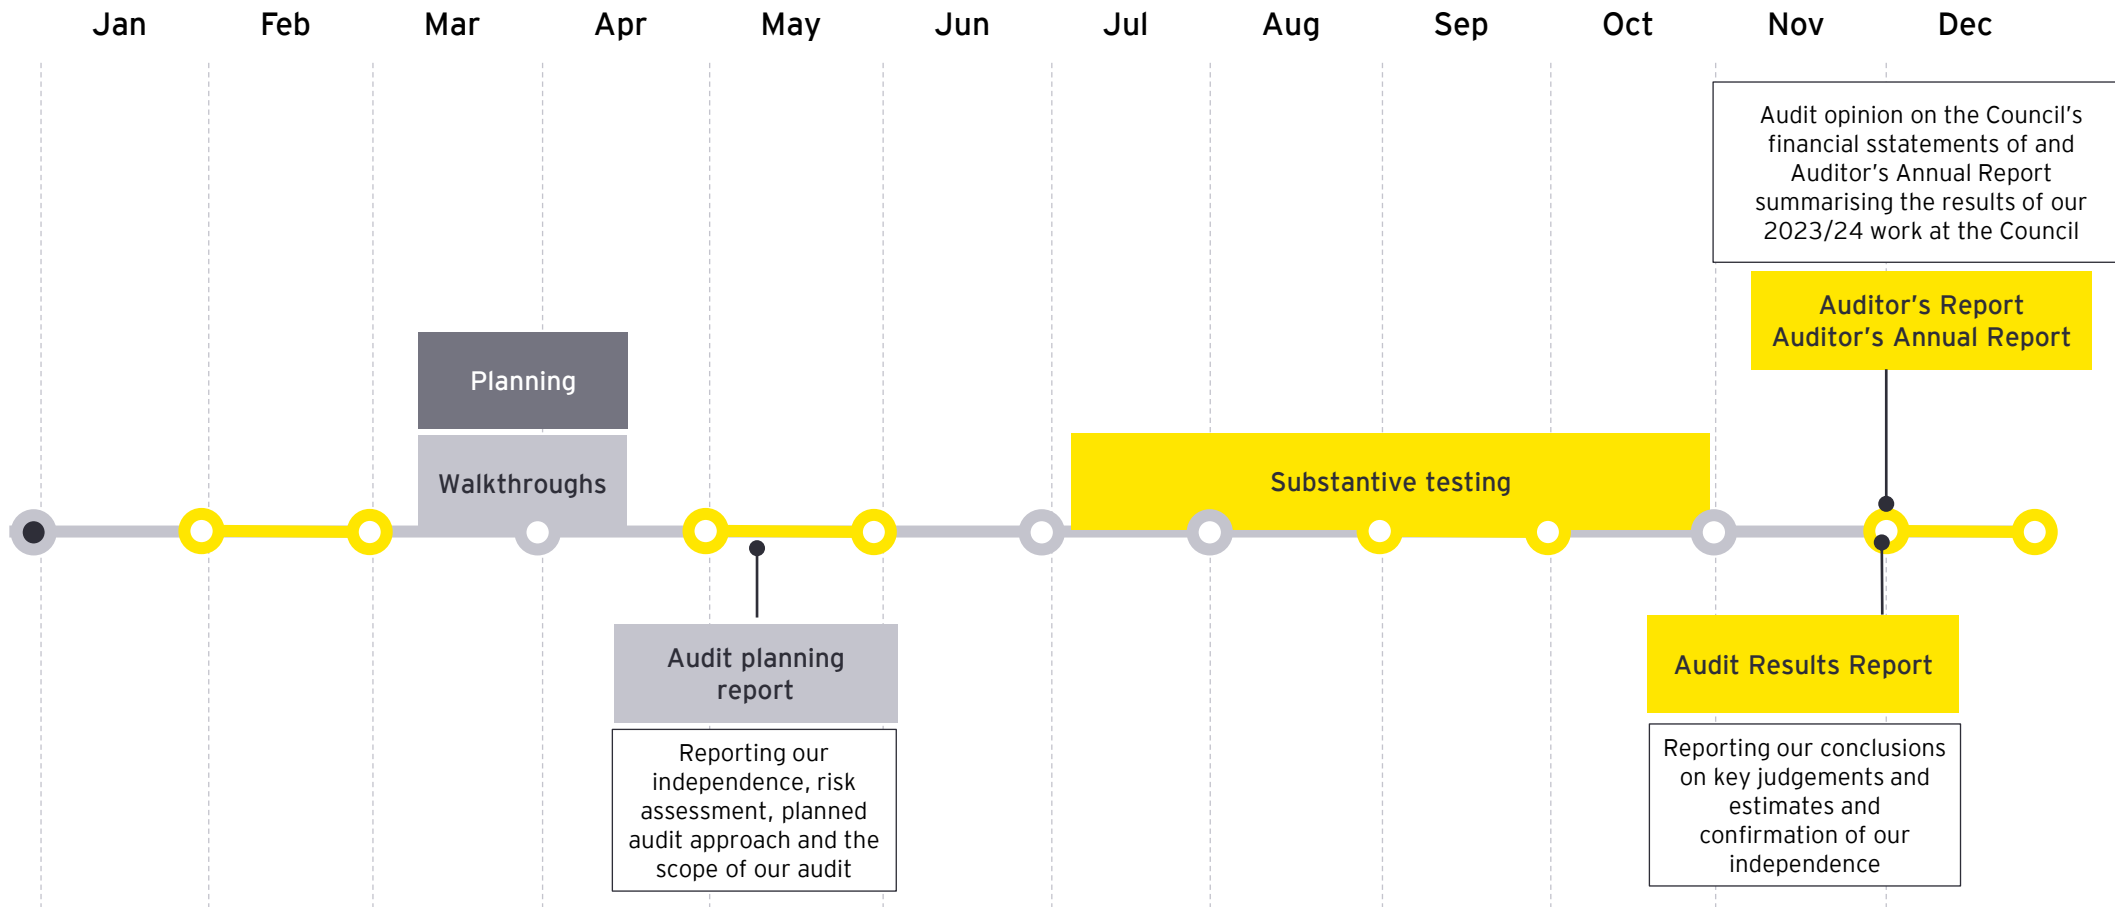 Jan Feb Mar Apr May Jun Jul Aug Sep Oct Nov Dec
Audit opinion on the Council's
financial sstatements of and
Auditor's Annual Report
summarising the results of our
2023/24 work at the Council
Auditor's Report
Auditor's Annual Report
Planning
Walkthroughs
Substantive testing
Audit planning
report
Reporting our
independence, risk
assessment, planned
audit approach and the
scope of our audit
Audit Results Report
Reporting our conclusions
on key judgements and
estimates and
confirmation of our
independence